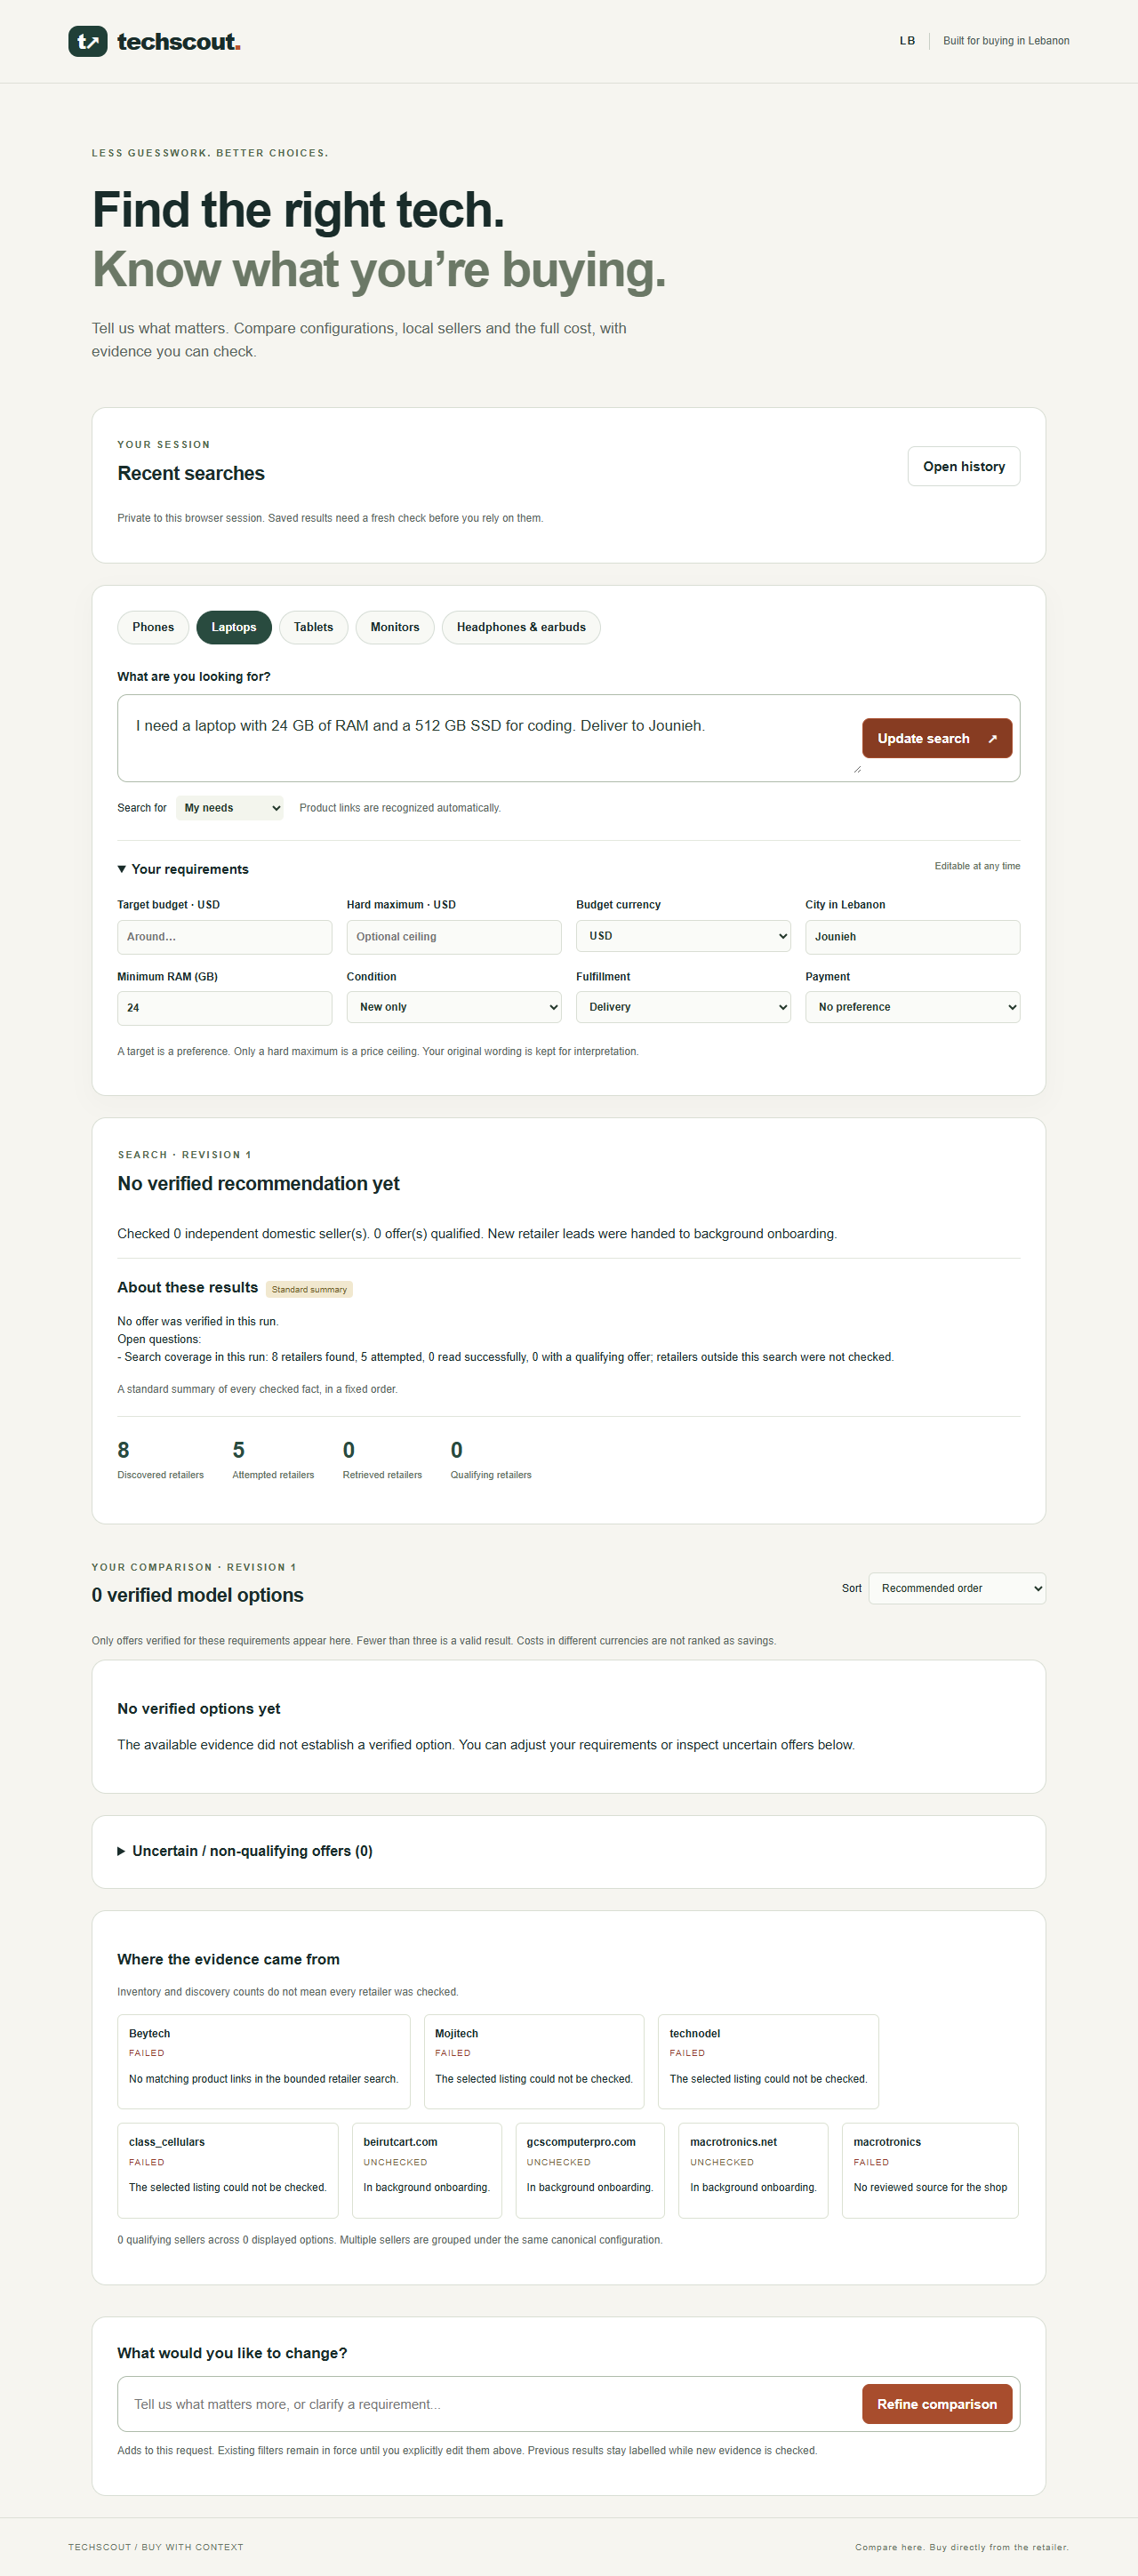 t↗ techscout.
LB Built for buying in Lebanon
LESS GUESSWORK. BETTER CHOICES.
Find the right tech.
Know what you’re buying.
Tell us what matters. Compare configurations, local sellers and the full cost, with
evidence you can check.
YOUR SESSION
Recent searches
Open history
Private to this browser session. Saved results need a fresh check before you rely on them.
Phones Laptops Tablets Monitors Headphones & earbuds
What are you looking for?
I need a laptop with 24 GB of RAM and a 512 GB SSD for coding. Deliver to Jounieh.
Update search ↗
Search for My needs Product links are recognized automatically.
▼ Your requirements Editable at any time
Target budget · USD Hard maximum · USD Budget currency City in Lebanon
Around... Optional ceiling USD Jounieh
Minimum RAM (GB) Condition Fulfillment Payment
24 New only Delivery No preference
A target is a preference. Only a hard maximum is a price ceiling. Your original wording is kept for interpretation.
SEARCH · REVISION 1
No verified recommendation yet
Checked 0 independent domestic seller(s). 0 offer(s) qualified. New retailer leads were handed to background onboarding.
About these results Standard summary
No offer was verified in this run.
Open questions:
- Search coverage in this run: 8 retailers found, 5 attempted, 0 read successfully, 0 with a qualifying offer; retailers outside this search were not checked.
A standard summary of every checked fact, in a fixed order.
8 5 0 0
Discovered retailers Attempted retailers Retrieved retailers Qualifying retailers
YOUR COMPARISON · REVISION 1
0 verified model options
Sort Recommended order
Only offers verified for these requirements appear here. Fewer than three is a valid result. Costs in different currencies are not ranked as savings.
No verified options yet
The available evidence did not establish a verified option. You can adjust your requirements or inspect uncertain offers below.
▶ Uncertain / non-qualifying offers (0)
Where the evidence came from
Inventory and discovery counts do not mean every retailer was checked.
Beytech Mojitech technodel
FAILED FAILED FAILED
No matching product links in the bounded retailer search. The selected listing could not be checked. The selected listing could not be checked.
class_cellulars beirutcart.com gcscomputerpro.com macrotronics.net macrotronics
FAILED UNCHECKED UNCHECKED UNCHECKED FAILED
The selected listing could not be checked. In background onboarding. In background onboarding. In background onboarding. No reviewed source for the shop
0 qualifying sellers across 0 displayed options. Multiple sellers are grouped under the same canonical configuration.
What would you like to change?
Tell us what matters more, or clarify a requirement...
Refine comparison
Adds to this request. Existing filters remain in force until you explicitly edit them above. Previous results stay labelled while new evidence is checked.
TECHSCOUT / BUY WITH CONTEXT Compare here. Buy directly from the retailer.